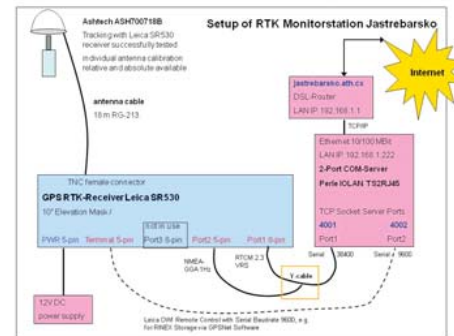 Setup of RTK Monitorstation Jastrebarsko
Ashtech ASH700718B
Tracking with Leica SR530
receiver successfully tested
individual antenna calibration
relative and absolute available
antenna cable
18 m RG-213
Internet
jastrebarsko.ath.cx
DSL-Router
LAN IP 192.168.1.1
TCP/IP
Ethernet 10/100 MBit
LAN IP 192.168.1.222
2-Port COM-Server
Perle IOLAN TS2 RJ45
TCP Socket Server Ports
4001 4002
Port1 Port2
TNC female connector
GPS RTK-Receiver Leica SR530
10° Elevation Mask /
not in use
PWR 5-pin Terminal 5-pin Port3 8-pin Port2 5-pin Port1 8-pin
NMEA-
GGA 1Hz
RTCM 2.3
VRS
Serial 38400
Serial 9600
Y-cable
12V DC
power supply
Leica OWI Remote Control with Serial Baudrate 9600, e.g.
for RINEX Storage via GPSNet Software